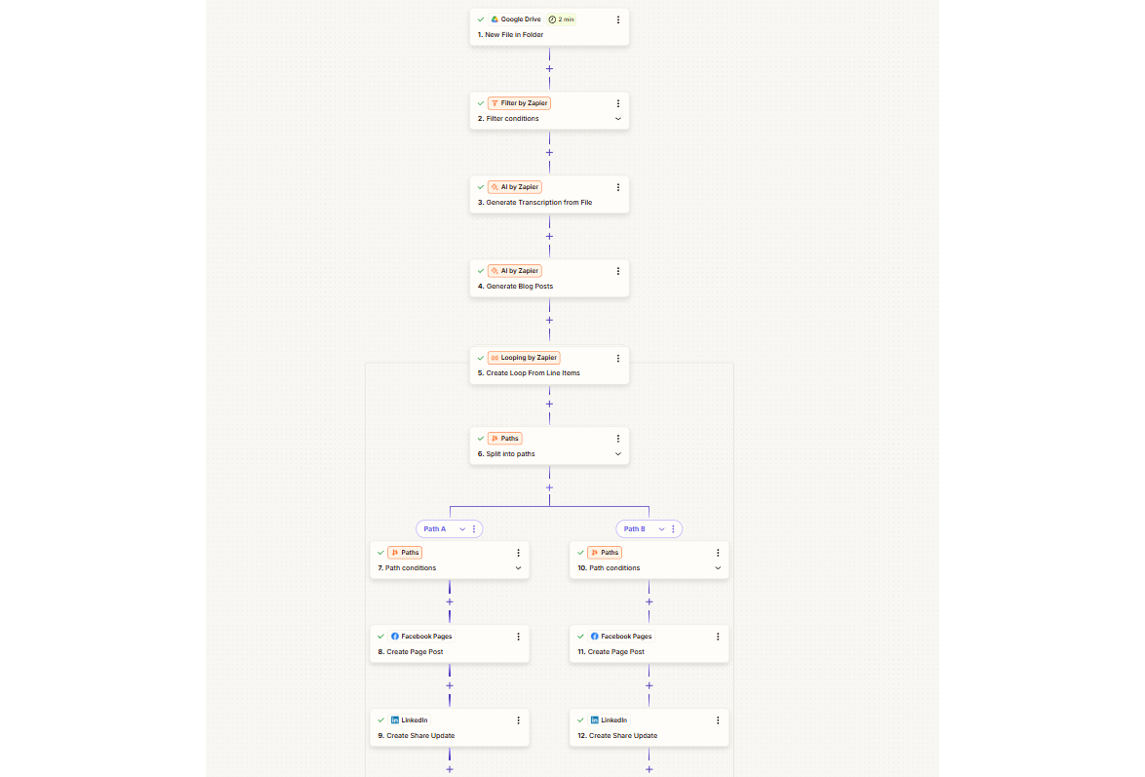 Google Drive 2 min
1. New File in Folder
+
Filter by Zapier
2. Filter conditions
+
AI by Zapier
3. Generate Transcription from File
+
AI by Zapier
4. Generate Blog Posts
+
Looping by Zapier
5. Create Loop From Line Items
+
Paths
6. Split into paths
+
Path A
Path B
Paths
7. Path conditions
Paths
10. Path conditions
+
+
Facebook Pages
8. Create Page Post
Facebook Pages
11. Create Page Post
+
+
LinkedIn
9. Create Share Update
LinkedIn
12. Create Share Update
+
+